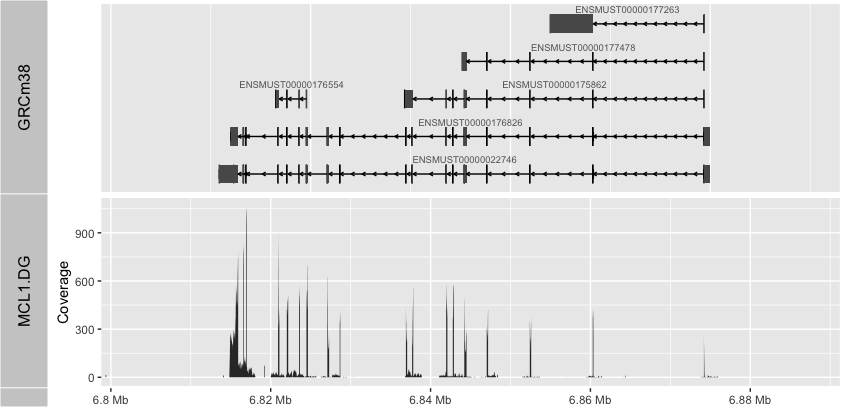 GRCm38
ENSMUST00000177263
ENSMUST00000177478
ENSMUST00000176554
ENSMUST00000175862
ENSMUST00000176826
ENSMUST00000022746
MCL1.DG
Coverage
900
600
300
0
6.8 Mb 6.82 Mb 6.84 Mb 6.86 Mb 6.88 Mb